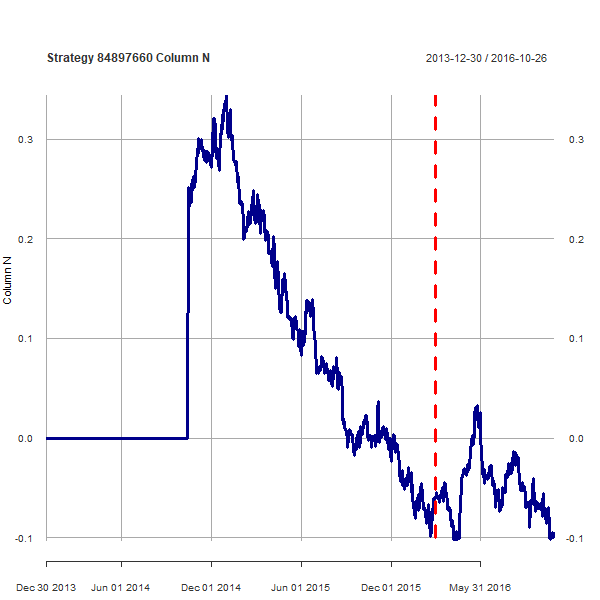 Strategy 84897660 Column N
2013-12-30 / 2016-10-26
Column N
0.3
0.3
0.2
0.2
0.1
0.1
0.0
0.0
-0.1
-0.1
Dec 30 2013
Jun 01 2014
Dec 01 2014
Jun 01 2015
Dec 01 2015
May 31 2016